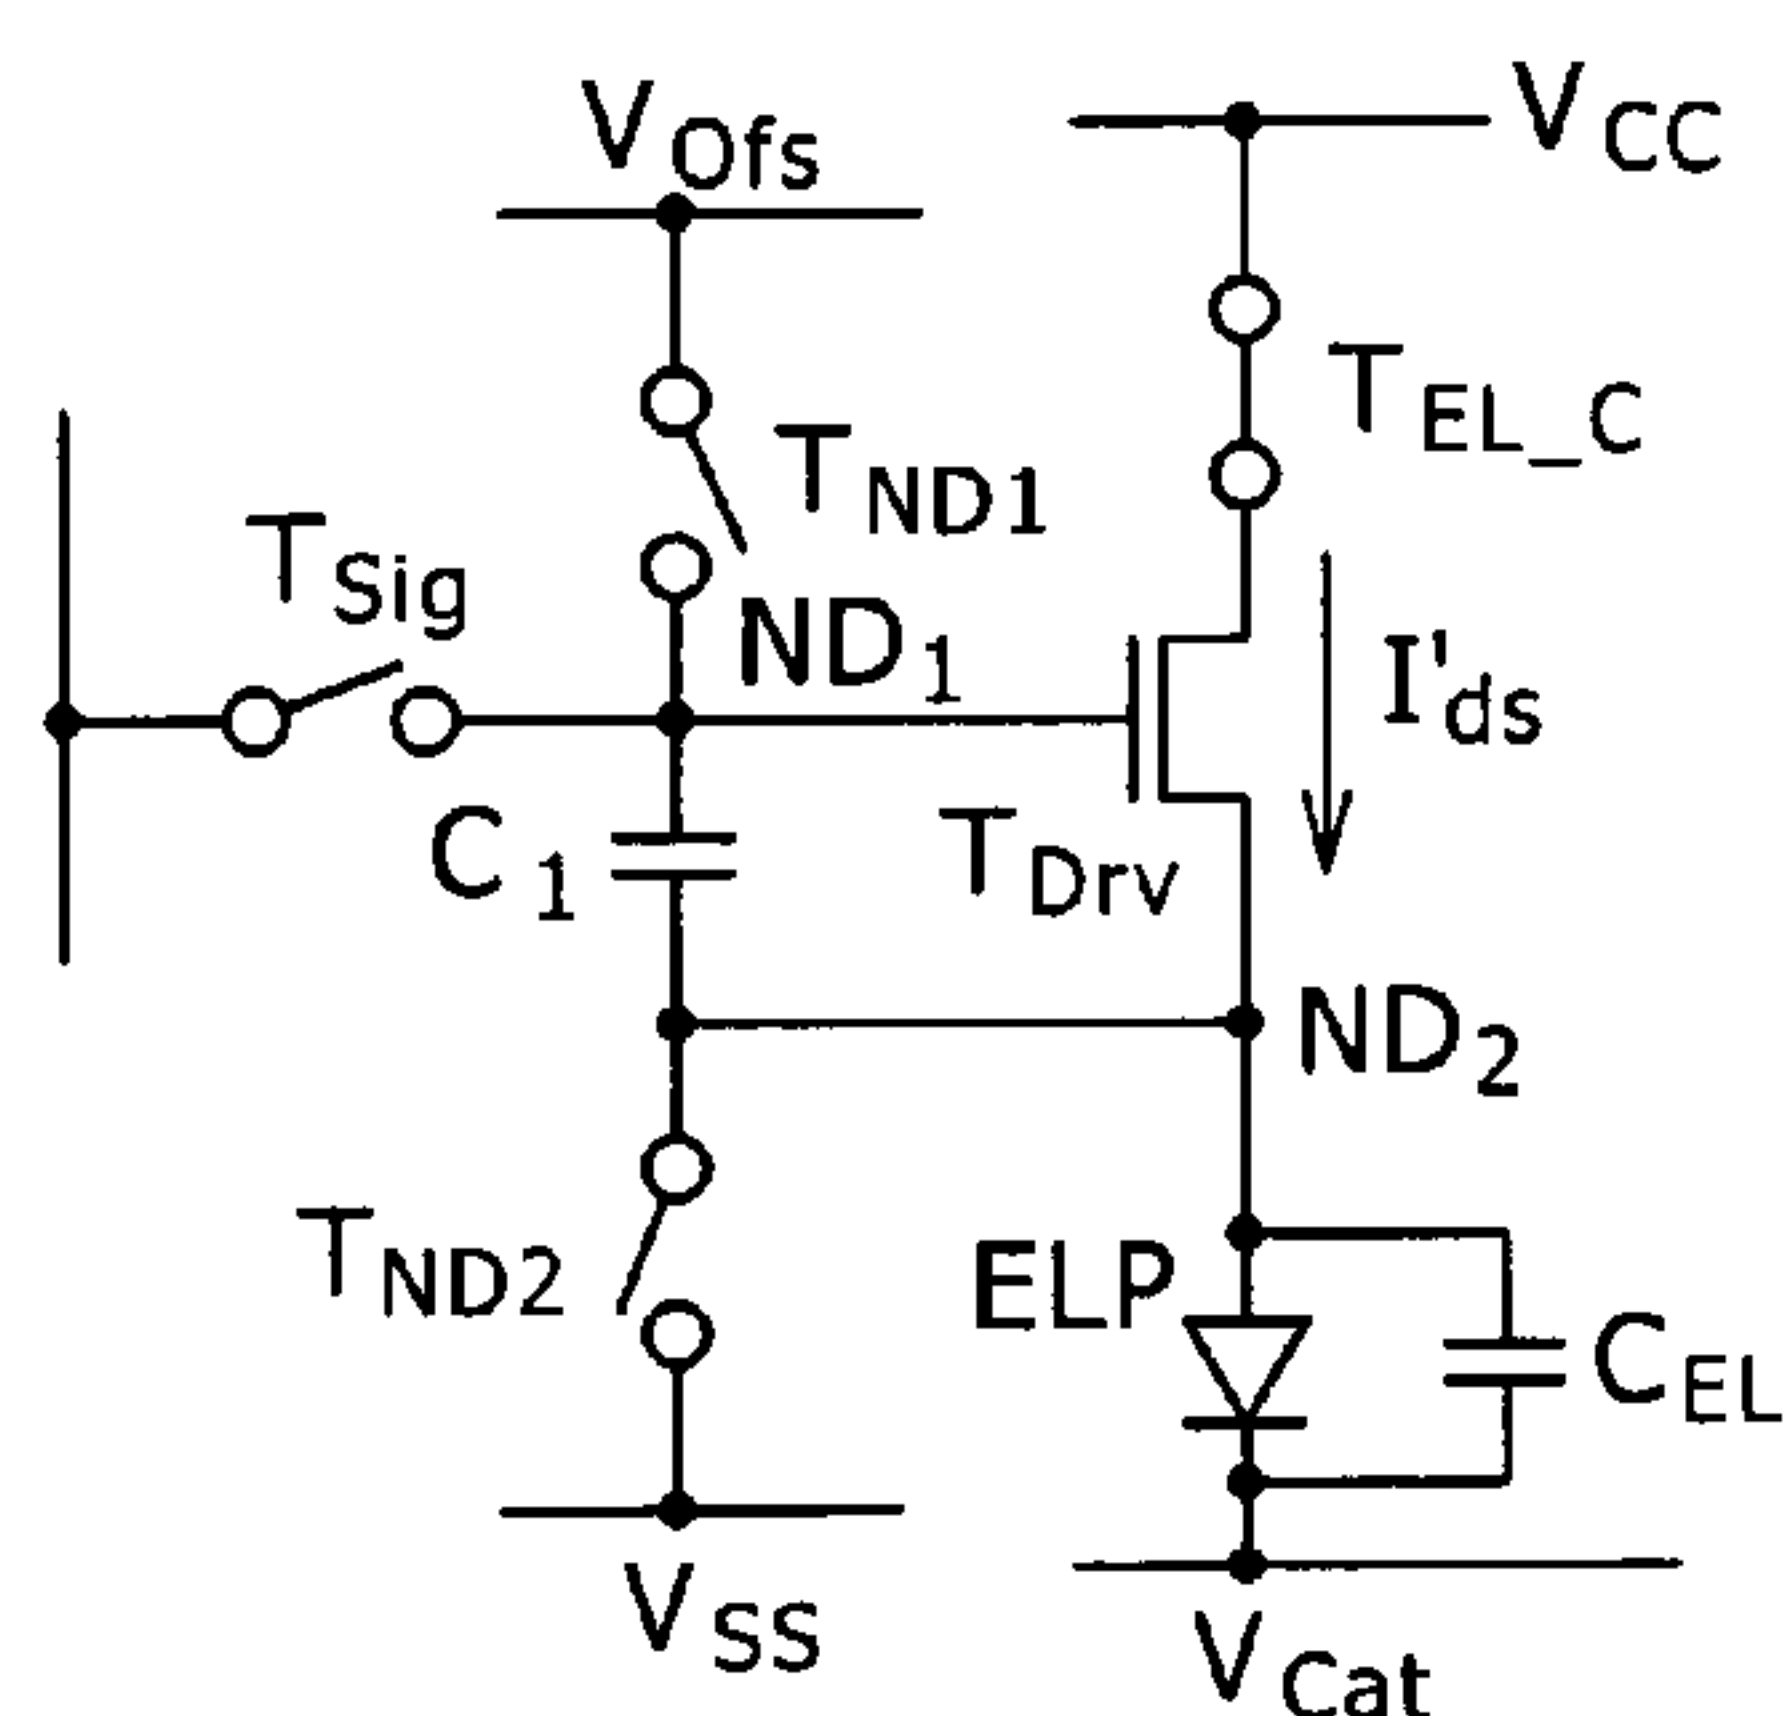 V_Ofs
V_CC
T_EL_C
T_ND1
T_Sig
ND_1
I'_ds
C_1
T_Drv
ND_2
T_ND2
ELP
C_EL
V_SS
V_Cat